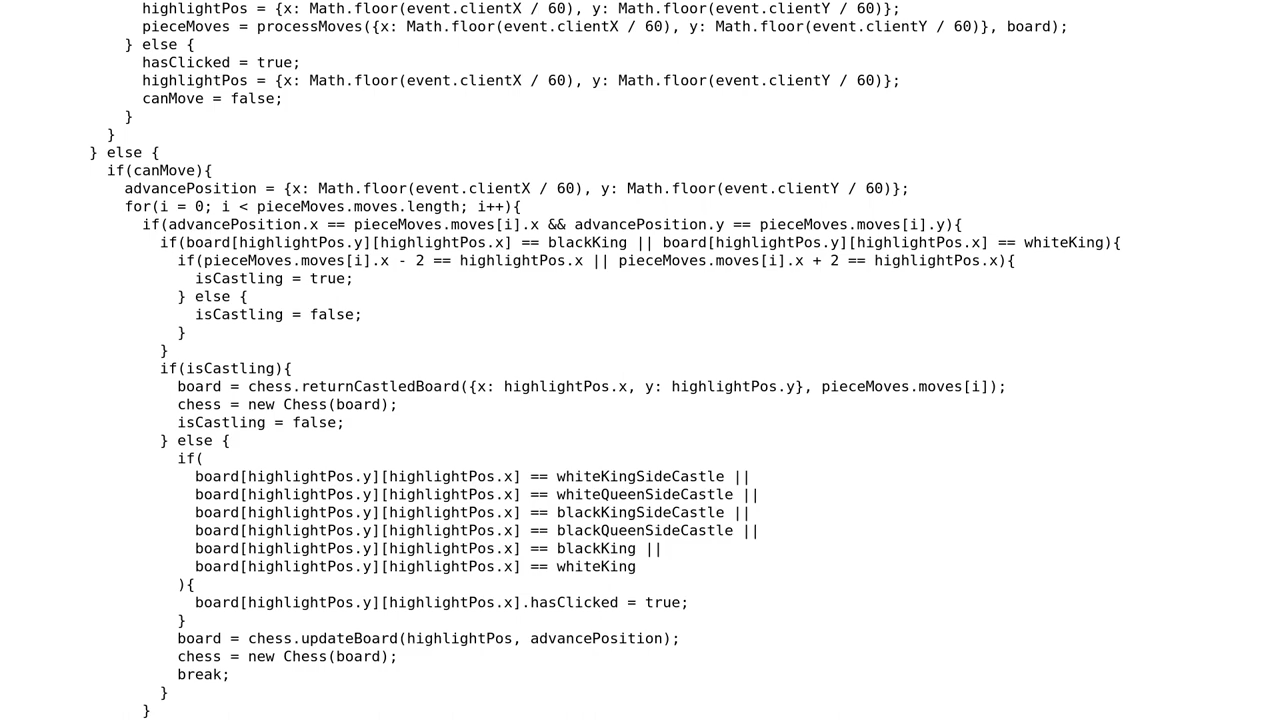 highlightPos = {x: Math.floor(event.clientX / 60), y: Math.floor(event.clientY / 60)};
pieceMoves = processMoves({x: Math.floor(event.clientX / 60), y: Math.floor(event.clientY / 60)}, board);
} else {
hasClicked = true;
highlightPos = {x: Math.floor(event.clientX / 60), y: Math.floor(event.clientY / 60)};
canMove = false;
}
}
} else {
if(canMove){
advancePosition = {x: Math.floor(event.clientX / 60), y: Math.floor(event.clientY / 60)};
for(i = 0; i < pieceMoves.moves.length; i++){
if(advancePosition.x == pieceMoves.moves[i].x && advancePosition.y == pieceMoves.moves[i].y){
if(board[highlightPos.y][highlightPos.x] == blackKing || board[highlightPos.y][highlightPos.x] == whiteKing){
if(pieceMoves.moves[i].x - 2 == highlightPos.x || pieceMoves.moves[i].x + 2 == highlightPos.x){
isCastling = true;
} else {
isCastling = false;
}
}
if(isCastling){
board = chess.returnCastledBoard({x: highlightPos.x, y: highlightPos.y}, pieceMoves.moves[i]);
chess = new Chess(board);
isCastling = false;
} else {
if(
board[highlightPos.y][highlightPos.x] == whiteKingSideCastle ||
board[highlightPos.y][highlightPos.x] == whiteQueenSideCastle ||
board[highlightPos.y][highlightPos.x] == blackKingSideCastle ||
board[highlightPos.y][highlightPos.x] == blackQueenSideCastle ||
board[highlightPos.y][highlightPos.x] == blackKing ||
board[highlightPos.y][highlightPos.x] == whiteKing
){
board[highlightPos.y][highlightPos.x].hasClicked = true;
}
board = chess.updateBoard(highlightPos, advancePosition);
chess = new Chess(board);
break;
}
}